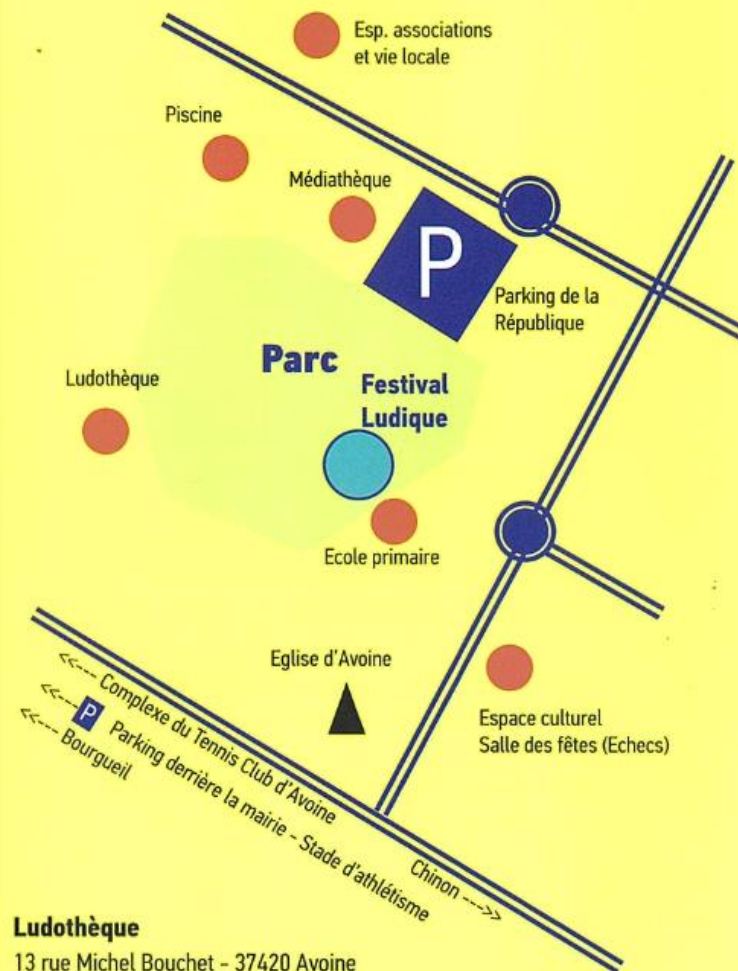 Esp. associations
et vie locale
Piscine
Médiathèque
P
Parking de la
République
Parc
Festival
Ludique
Ludothèque
Ecole primaire
Eglise d'Avoine
Espace culturel
Salle des fêtes (Echecs)
<<---- Complexe du Tennis Club d'Avoine
<<---- P Parking derrière la mairie - Stade d'athlétisme
<<---- Bourgueil
Chinon ---->>
Ludothèque
13 rue Michel Bouchet - 37420 Avoine